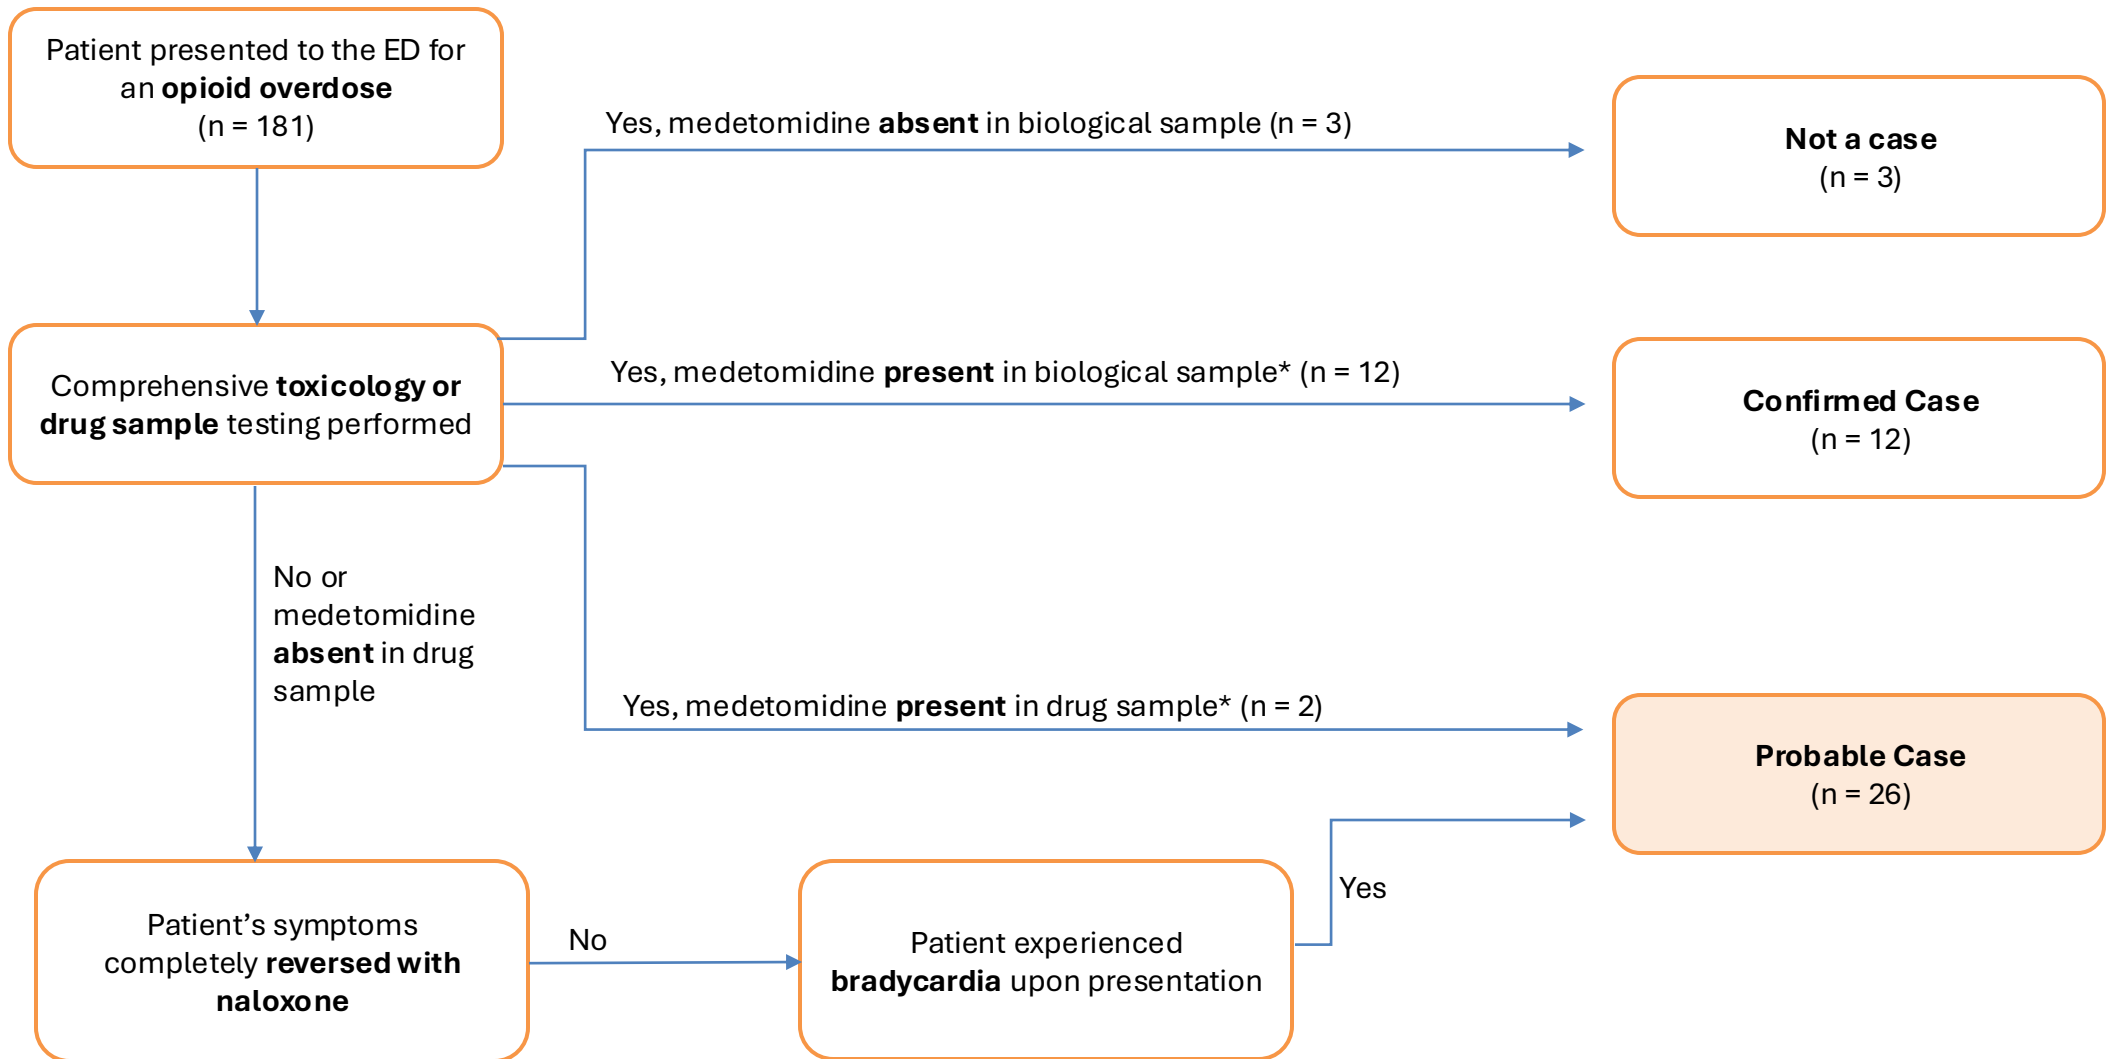 Patient presented to the ED for
an opioid overdose
(n = 181)
Yes, medetomidine absent in biological sample (n = 3)
Not a case
(n = 3)
Comprehensive toxicology or
drug sample testing performed
Yes, medetomidine present in biological sample* (n = 12)
Confirmed Case
(n = 12)
No or
medetomidine
absent in drug
sample
Yes, medetomidine present in drug sample* (n = 2)
Probable Case
(n = 26)
Patient’s symptoms
completely reversed with
naloxone
No
Patient experienced
bradycardia upon presentation
Yes